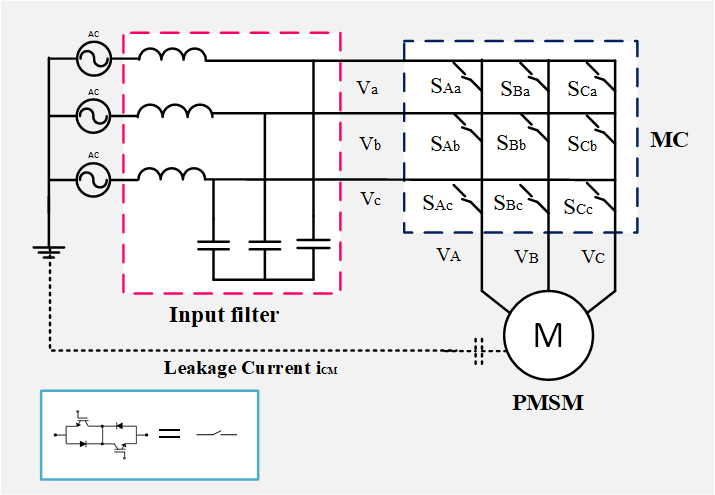 AC
Va
SAa
SBa
SCa
AC
Vb
SAb
SBb
SCb
MC
AC
Vc
SAc
SBc
SCc
VA
VB
VC
Input filter
M
Leakage Current iCM
PMSM